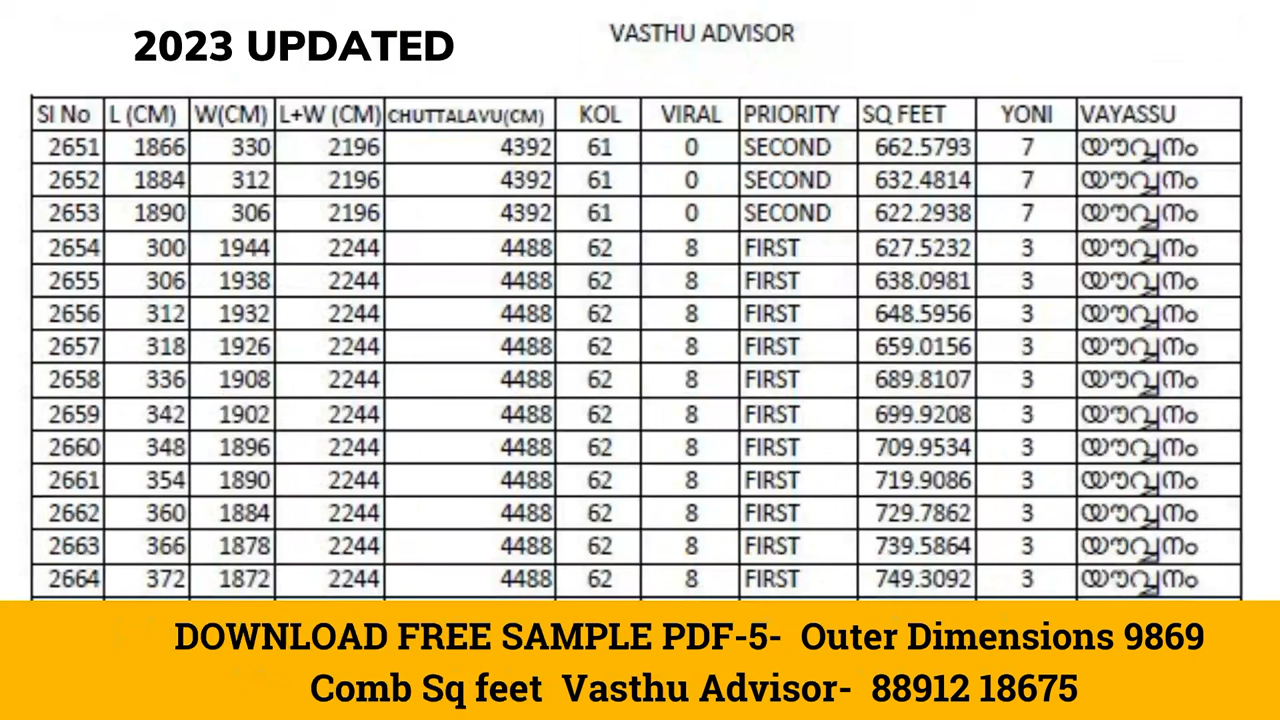 2023 UPDATED
VASTHU ADVISOR
SI No L (CM) W(CM) L+W (CM) CHUTTALAVU(CM) KOL VIRAL PRIORITY SQ FEET YONI VAYASSU
2651 1866 330 2196 4392 61 0 SECOND 662.5793 7 യൗവ്വനം
2652 1884 312 2196 4392 61 0 SECOND 632.4814 7 യൗവ്വനം
2653 1890 306 2196 4392 61 0 SECOND 622.2938 7 യൗവ്വനം
2654 300 1944 2244 4488 62 8 FIRST 627.5232 3 യൗവ്വനം
2655 306 1938 2244 4488 62 8 FIRST 638.0981 3 യൗവ്വനം
2656 312 1932 2244 4488 62 8 FIRST 648.5956 3 യൗവ്വനം
2657 318 1926 2244 4488 62 8 FIRST 659.0156 3 യൗവ്വനം
2658 336 1908 2244 4488 62 8 FIRST 689.8107 3 യൗവ്വനം
2659 342 1902 2244 4488 62 8 FIRST 699.9208 3 യൗവ്വനം
2660 348 1896 2244 4488 62 8 FIRST 709.9534 3 യൗവ്വനം
2661 354 1890 2244 4488 62 8 FIRST 719.9086 3 യൗവ്വനം
2662 360 1884 2244 4488 62 8 FIRST 729.7862 3 യൗവ്വനം
2663 366 1878 2244 4488 62 8 FIRST 739.5864 3 യൗവ്വനം
2664 372 1872 2244 4488 62 8 FIRST 749.3092 3 യൗവ്വനം
DOWNLOAD FREE SAMPLE PDF-5- Outer Dimensions 9869
Comb Sq feet Vasthu Advisor- 88912 18675